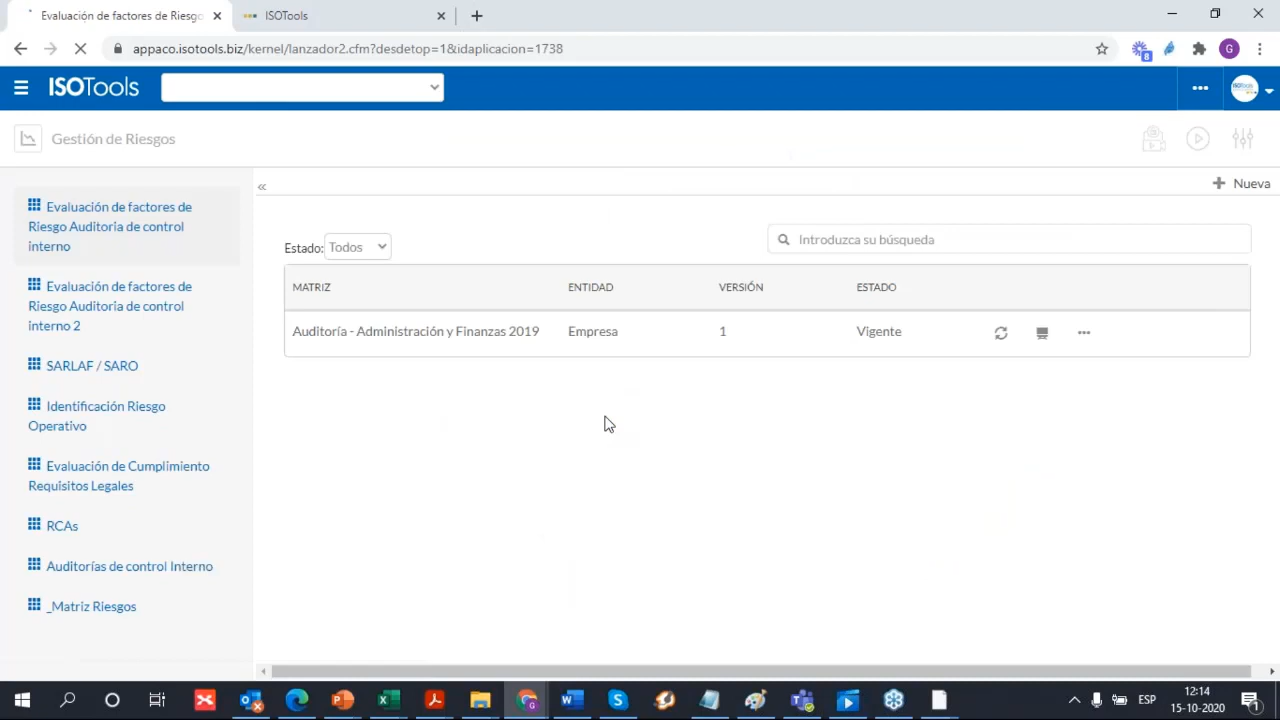 Evaluación de factores de Riesgo
ISOTools
appaco.isotools.biz/kernel/lanzador2.cfm?desdetop=1&idaplicacion=1738
8
G
ISOTools
Gestión de Riesgos
Nueva
Evaluación de factores de
Riesgo Auditoria de control
interno
Evaluación de factores de
Riesgo Auditoria de control
interno 2
SARLAF / SARO
Identificación Riesgo
Operativo
Evaluación de Cumplimiento
Requisitos Legales
RCAs
Auditorías de control Interno
_Matriz Riesgos
Estado: Todos
Introduzca su búsqueda
MATRIZ ENTIDAD VERSIÓN ESTADO
Auditoría - Administración y Finanzas 2019 Empresa 1 Vigente
ESP
12:14
15-10-2020
1